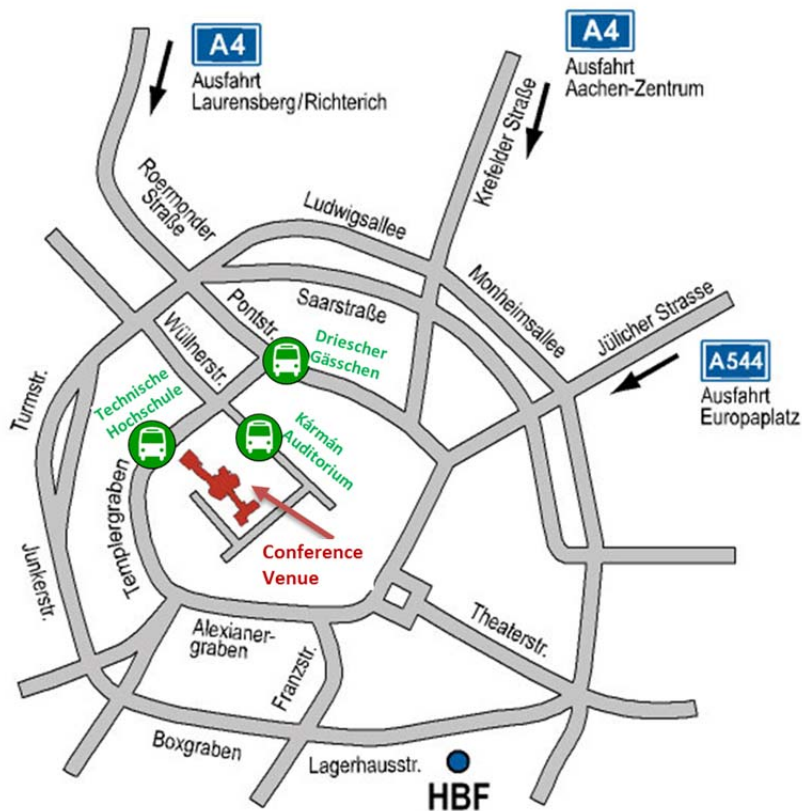 A4
Ausfahrt
Laurensberg/Richterich
A4
Ausfahrt
Aachen-Zentrum
Krefelder Straße
Roermonder
Straße
Ludwigsallee
Monheimsallee
Saarstraße
Jülicher Strasse
Pontstr.
Wüllnerstr.
Driescher
Gässchen
A544
Ausfahrt
Europaplatz
Turmstr.
Technische
Hochschule
Kármán
Auditorium
Templergraben
Conference
Venue
Junkerstr.
Alexianer-
graben
Theaterstr.
Franzstr.
Boxgraben
Lagerhausstr.
HBF